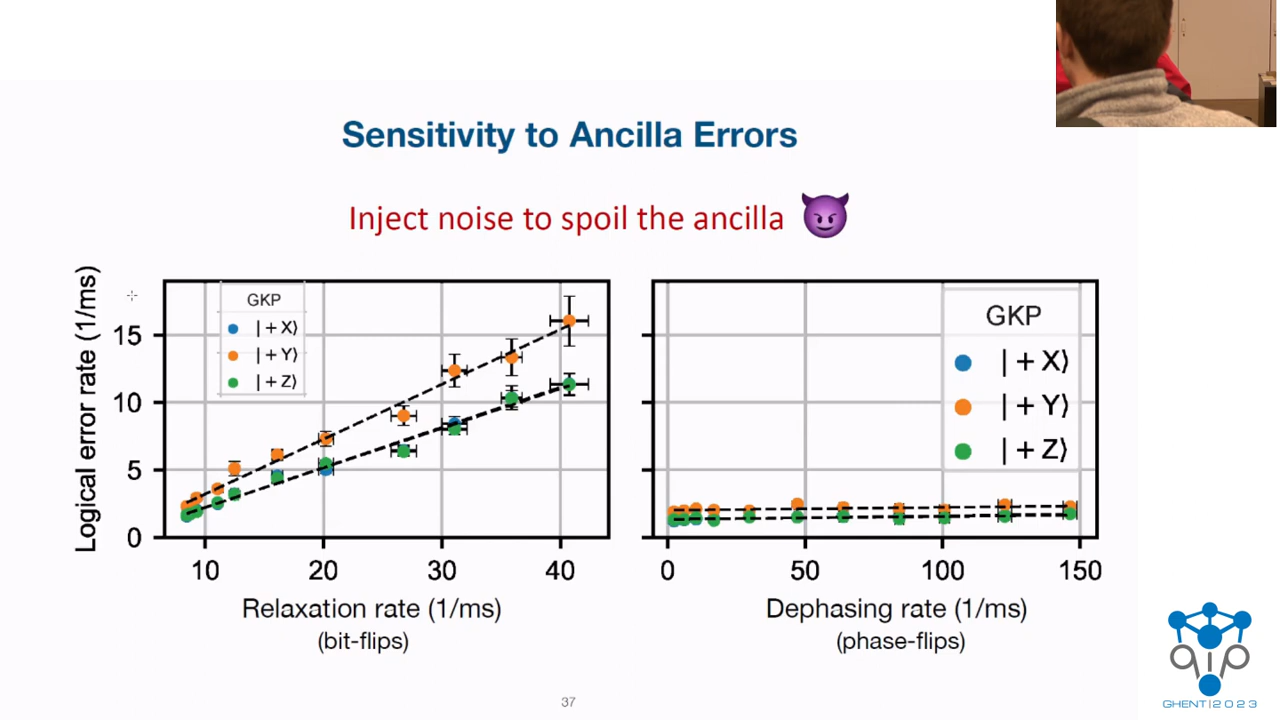 Sensitivity to Ancilla Errors
Inject noise to spoil the ancilla
Logical error rate (1/ms)
15
10
5
0
GKP
| + X⟩
| + Y⟩
| + Z⟩
10 20 30 40
Relaxation rate (1/ms)
(bit-flips)
GKP
| + X⟩
| + Y⟩
| + Z⟩
0 50 100 150
Dephasing rate (1/ms)
(phase-flips)
37
qip
GHENT|2023